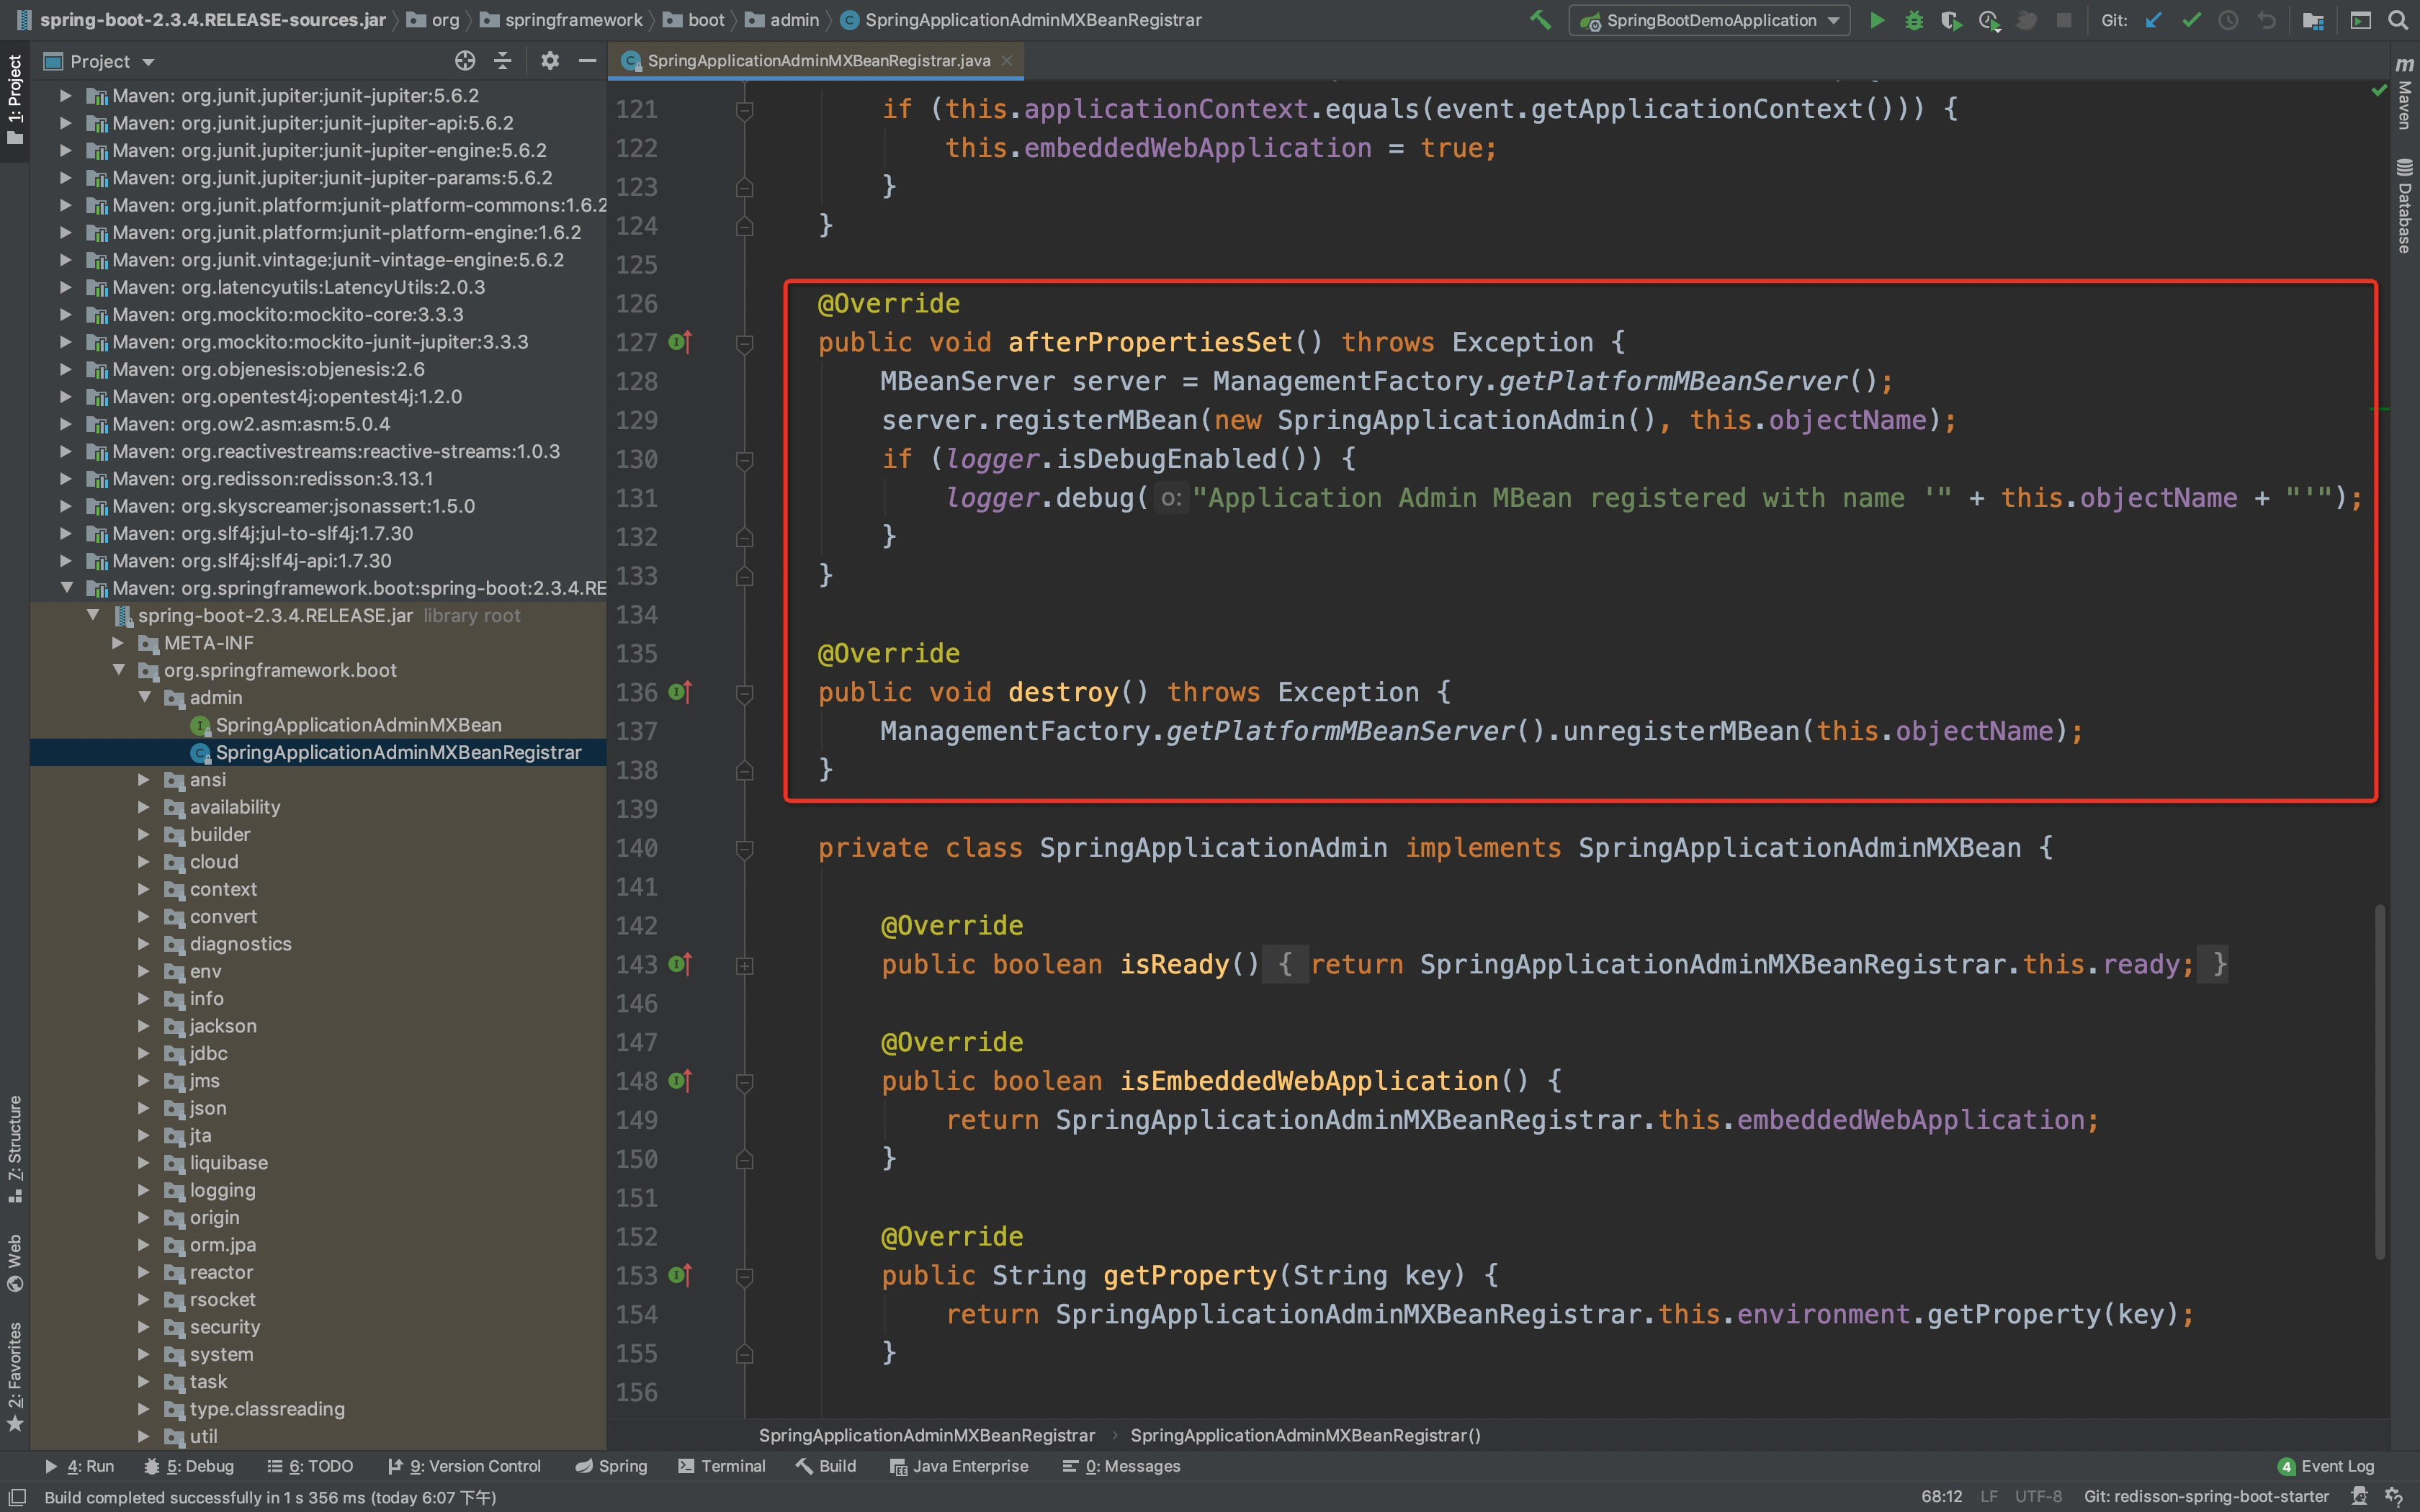 spring-boot-2.3.4.RELEASE-sources.jar org springframework boot admin SpringApplicationAdminMXBeanRegistrar SpringBootDemoApplication Git:
Project
SpringApplicationAdminMXBeanRegistrar.java
1: Project
Z: Structure
Web
2: Favorites
Maven: org.junit.jupiter:junit-jupiter:5.6.2
Maven: org.junit.jupiter:junit-jupiter-api:5.6.2
Maven: org.junit.jupiter:junit-jupiter-engine:5.6.2
Maven: org.junit.jupiter:junit-jupiter-params:5.6.2
Maven: org.junit.platform:junit-platform-commons:1.6.2
Maven: org.junit.platform:junit-platform-engine:1.6.2
Maven: org.junit.vintage:junit-vintage-engine:5.6.2
Maven: org.latencyutils:LatencyUtils:2.0.3
Maven: org.mockito:mockito-core:3.3.3
Maven: org.mockito:mockito-junit-jupiter:3.3.3
Maven: org.objenesis:objenesis:2.6
Maven: org.opentest4j:opentest4j:1.2.0
Maven: org.ow2.asm:asm:5.0.4
Maven: org.reactivestreams:reactive-streams:1.0.3
Maven: org.redisson:redisson:3.13.1
Maven: org.skyscreamer:jsonassert:1.5.0
Maven: org.slf4j:jul-to-slf4j:1.7.30
Maven: org.slf4j:slf4j-api:1.7.30
Maven: org.springframework.boot:spring-boot:2.3.4.RE
spring-boot-2.3.4.RELEASE.jar library root
META-INF
org.springframework.boot
admin
SpringApplicationAdminMXBean
SpringApplicationAdminMXBeanRegistrar
ansi
availability
builder
cloud
context
convert
diagnostics
env
info
jackson
jdbc
jms
json
jta
liquibase
logging
origin
orm.jpa
reactor
rsocket
security
system
task
type.classreading
util
121 if (this.applicationContext.equals(event.getApplicationContext())) {
122 this.embeddedWebApplication = true;
123 }
124 }
125
126 @Override
127 public void afterPropertiesSet() throws Exception {
128 MBeanServer server = ManagementFactory.getPlatformMBeanServer();
129 server.registerMBean(new SpringApplicationAdmin(), this.objectName);
130 if (logger.isDebugEnabled()) {
131 logger.debug( o: "Application Admin MBean registered with name '" + this.objectName + "'");
132 }
133 }
134
135 @Override
136 public void destroy() throws Exception {
137 ManagementFactory.getPlatformMBeanServer().unregisterMBean(this.objectName);
138 }
139
140 private class SpringApplicationAdmin implements SpringApplicationAdminMXBean {
141
142 @Override
143 public boolean isReady() { return SpringApplicationAdminMXBeanRegistrar.this.ready; }
146
147 @Override
148 public boolean isEmbeddedWebApplication() {
149 return SpringApplicationAdminMXBeanRegistrar.this.embeddedWebApplication;
150 }
151
152 @Override
153 public String getProperty(String key) {
154 return SpringApplicationAdminMXBeanRegistrar.this.environment.getProperty(key);
155 }
156
SpringApplicationAdminMXBeanRegistrar SpringApplicationAdminMXBeanRegistrar()
m Maven
Database
4: Run 5: Debug 6: TODO 9: Version Control Spring Terminal Build Java Enterprise 0: Messages 4 Event Log
Build completed successfully in 1 s 356 ms (today 6:07 下午) 68:12 LF UTF-8 Git: redisson-spring-boot-starter